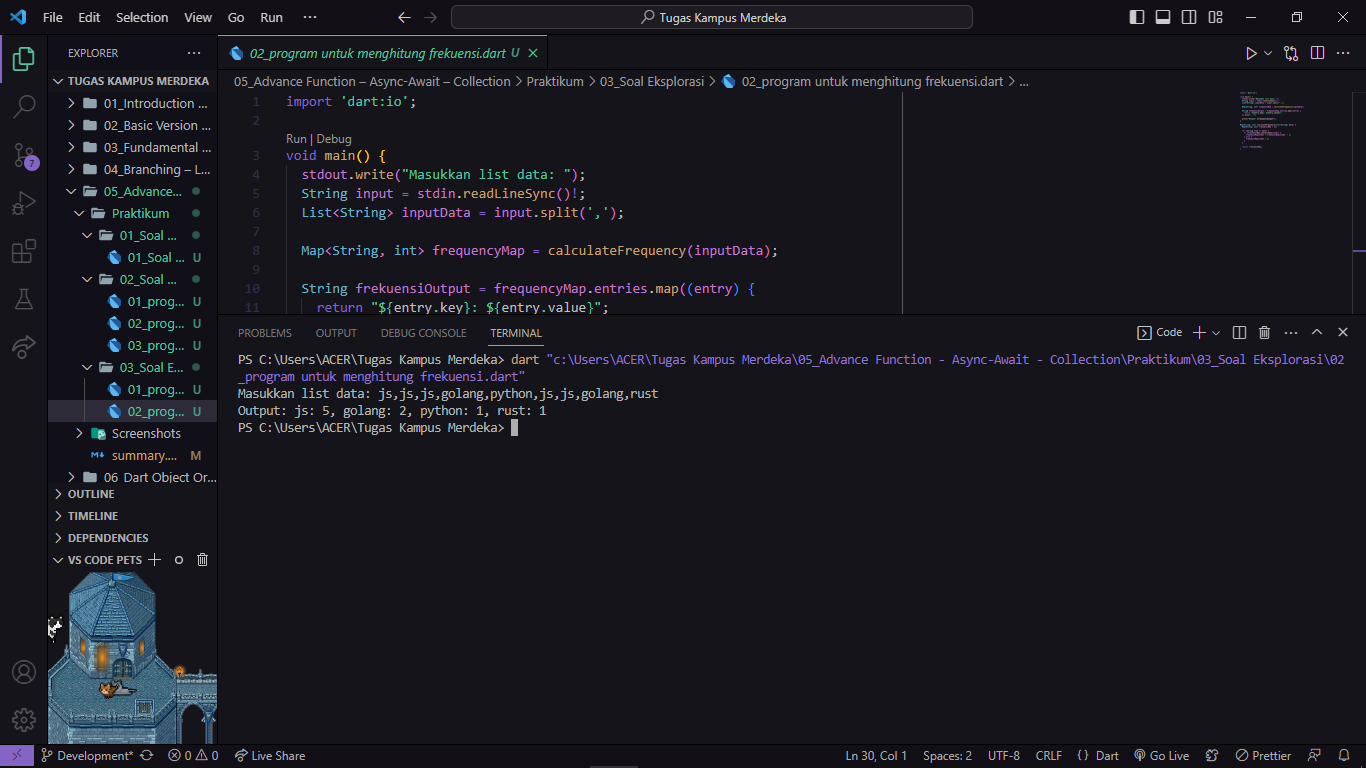 File Edit Selection View Go Run ···
Tugas Kampus Merdeka
EXPLORER ···
TUGAS KAMPUS MERDEKA
01_Introduction ...
02_Basic Version ...
03_Fundamental ...
04_Branching – L...
05_Advance...
Praktikum
01_Soal ...
01_Soal ... U
02_Soal ...
01_prog... U
02_prog... U
03_prog... U
03_Soal E...
01_prog... U
02_prog... U
Screenshots
summary.... M
06 Dart Object Or...
OUTLINE
TIMELINE
DEPENDENCIES
VS CODE PETS
7
02_program untuk menghitung frekuensi.dart U
05_Advance Function – Async-Await – Collection > Praktikum > 03_Soal Eksplorasi > 02_program untuk menghitung frekuensi.dart > ...
1 import 'dart:io';
2
Run | Debug
3 void main() {
4 stdout.write("Masukkan list data: ");
5 String input = stdin.readLineSync()!;
6 List<String> inputData = input.split(',');
7
8 Map<String, int> frequencyMap = calculateFrequency(inputData);
9
10 String frekuensiOutput = frequencyMap.entries.map((entry) {
11 return "${entry.key}: ${entry.value}";
PROBLEMS OUTPUT DEBUG CONSOLE TERMINAL
Code
PS C:\Users\ACER\Tugas Kampus Merdeka> dart "c:\Users\ACER\Tugas Kampus Merdeka\05_Advance Function - Async-Await - Collection\Praktikum\03_Soal Eksplorasi\02
_program untuk menghitung frekuensi.dart"
Masukkan list data: js,js,js,golang,python,js,js,golang,rust
Output: js: 5, golang: 2, python: 1, rust: 1
PS C:\Users\ACER\Tugas Kampus Merdeka>
Development* 0 0 Live Share
Ln 30, Col 1 Spaces: 2 UTF-8 CRLF { } Dart Go Live Prettier